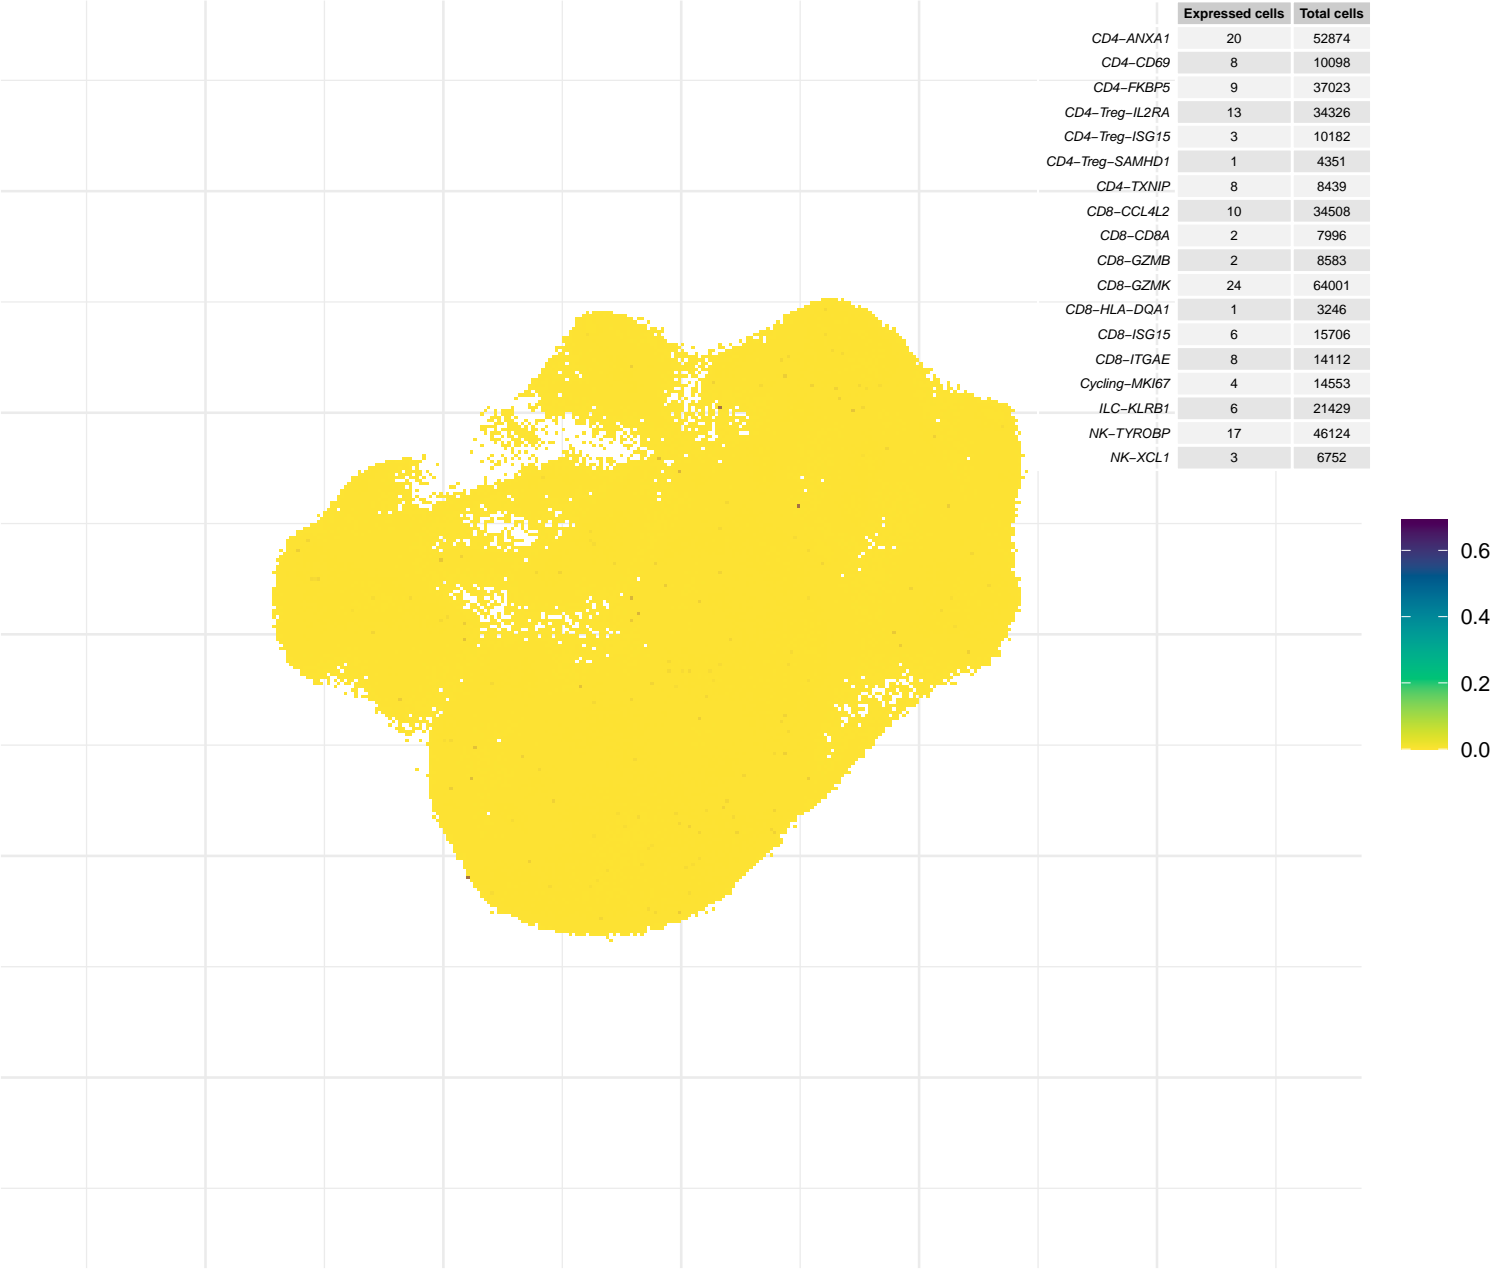 Expressed cells Total cells
CD4−ANXA1 20 52874
CD4−CD69 8 10098
CD4−FKBP5 9 37023
CD4−Treg−IL2RA 13 34326
CD4−Treg−ISG15 3 10182
CD4−Treg−SAMHD1 1 4351
CD4−TXNIP 8 8439
CD8−CCL4L2 10 34508
CD8−CD8A 2 7996
CD8−GZMB 2 8583
CD8−GZMK 24 64001
CD8−HLA−DQA1 1 3246
CD8−ISG15 6 15706
CD8−ITGAE 8 14112
Cycling−MKI67 4 14553
ILC−KLRB1 6 21429
NK−TYROBP 17 46124
NK−XCL1 3 6752
0.6
0.4
0.2
0.0